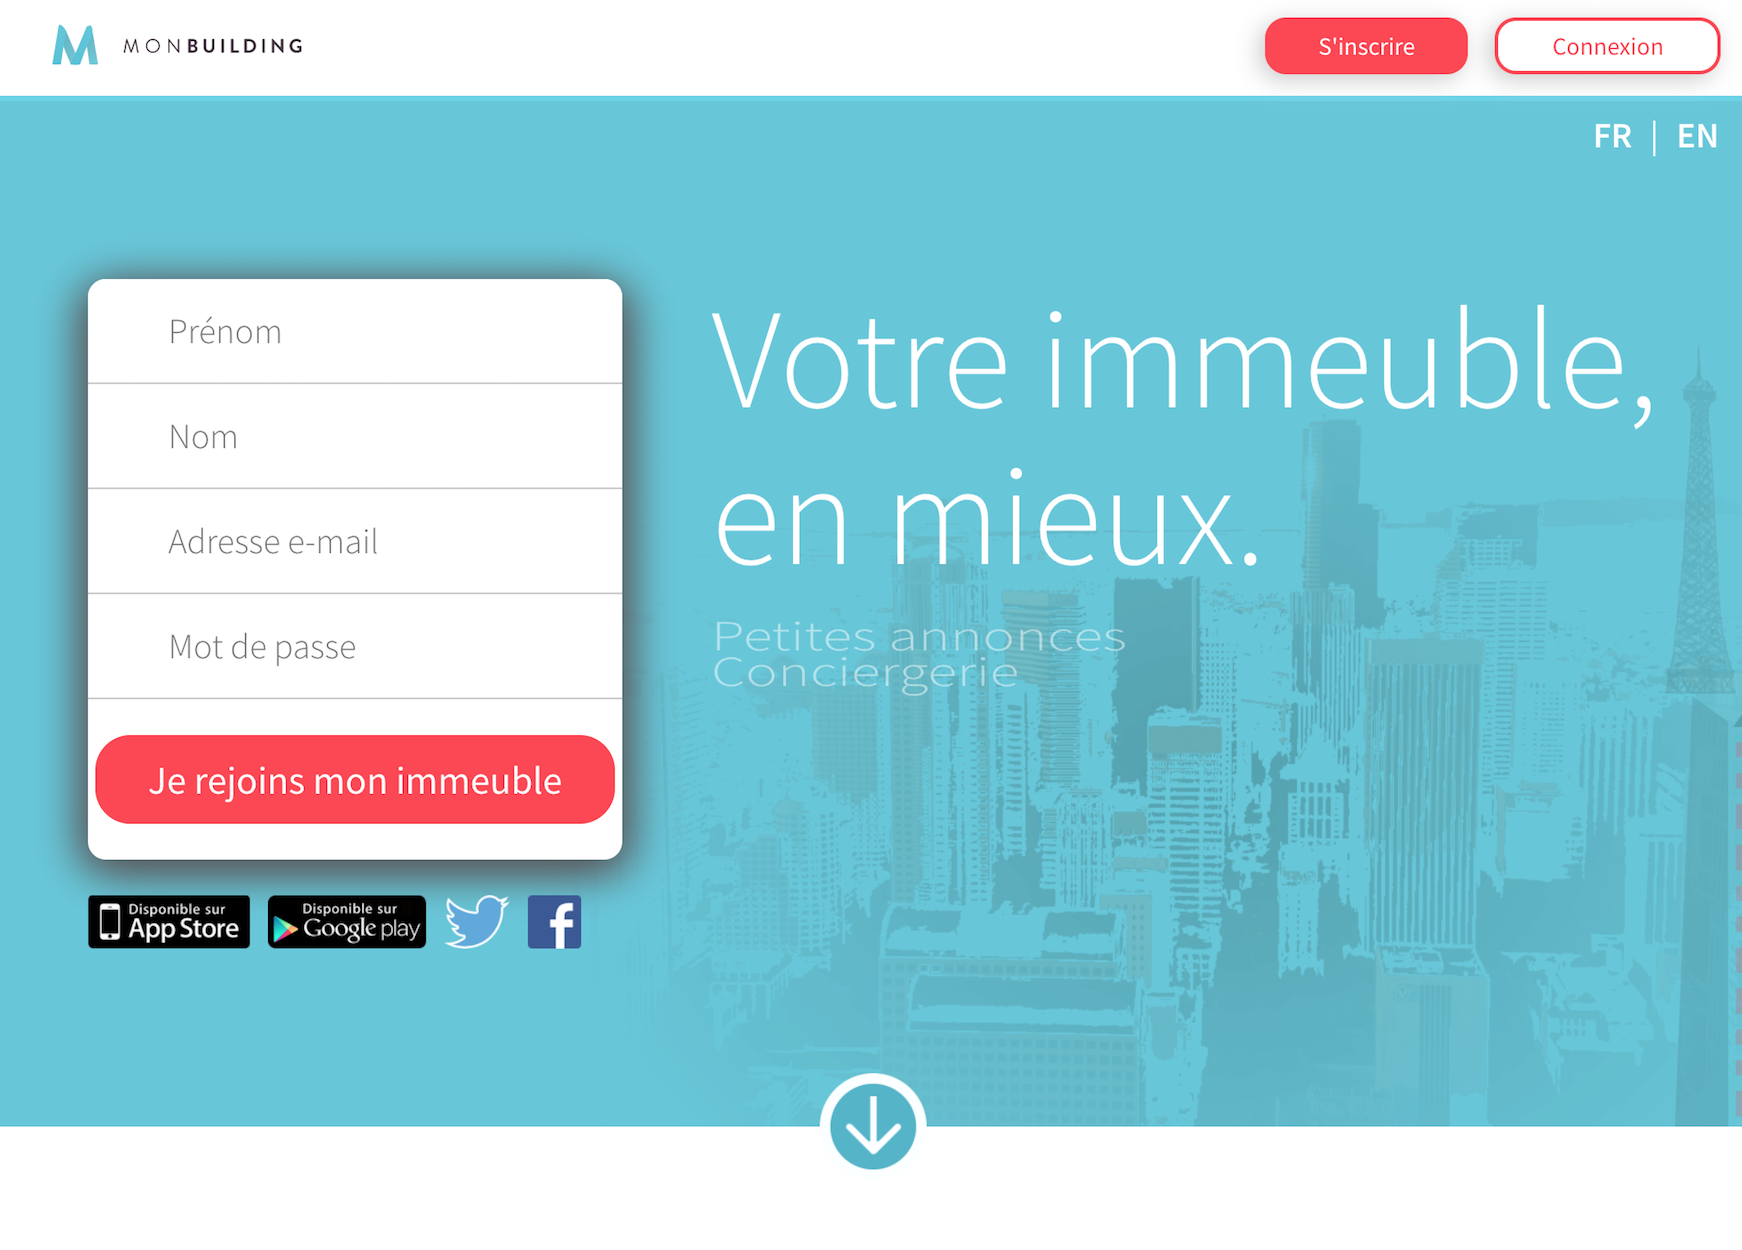 M MONBUILDING
S'inscrire
Connexion
FR | EN
Prénom
Nom
Adresse e-mail
Mot de passe
Je rejoins mon immeuble
Votre immeuble,
en mieux.
Petites annonces
Conciergerie
Disponible sur
App Store
Disponible sur
Google play
f